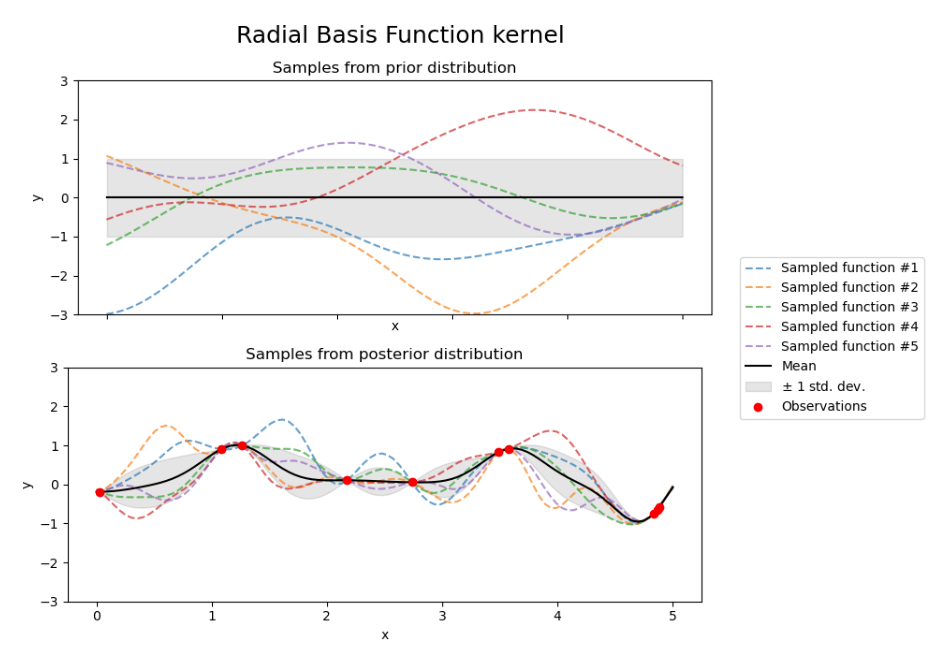 Radial Basis Function kernel
Samples from prior distribution
3
2
1
0
−1
−2
−3
y
x
Samples from posterior distribution
3
2
1
0
−1
−2
−3
y
0 1 2 3 4 5
x
Sampled function #1
Sampled function #2
Sampled function #3
Sampled function #4
Sampled function #5
Mean
± 1 std. dev.
Observations